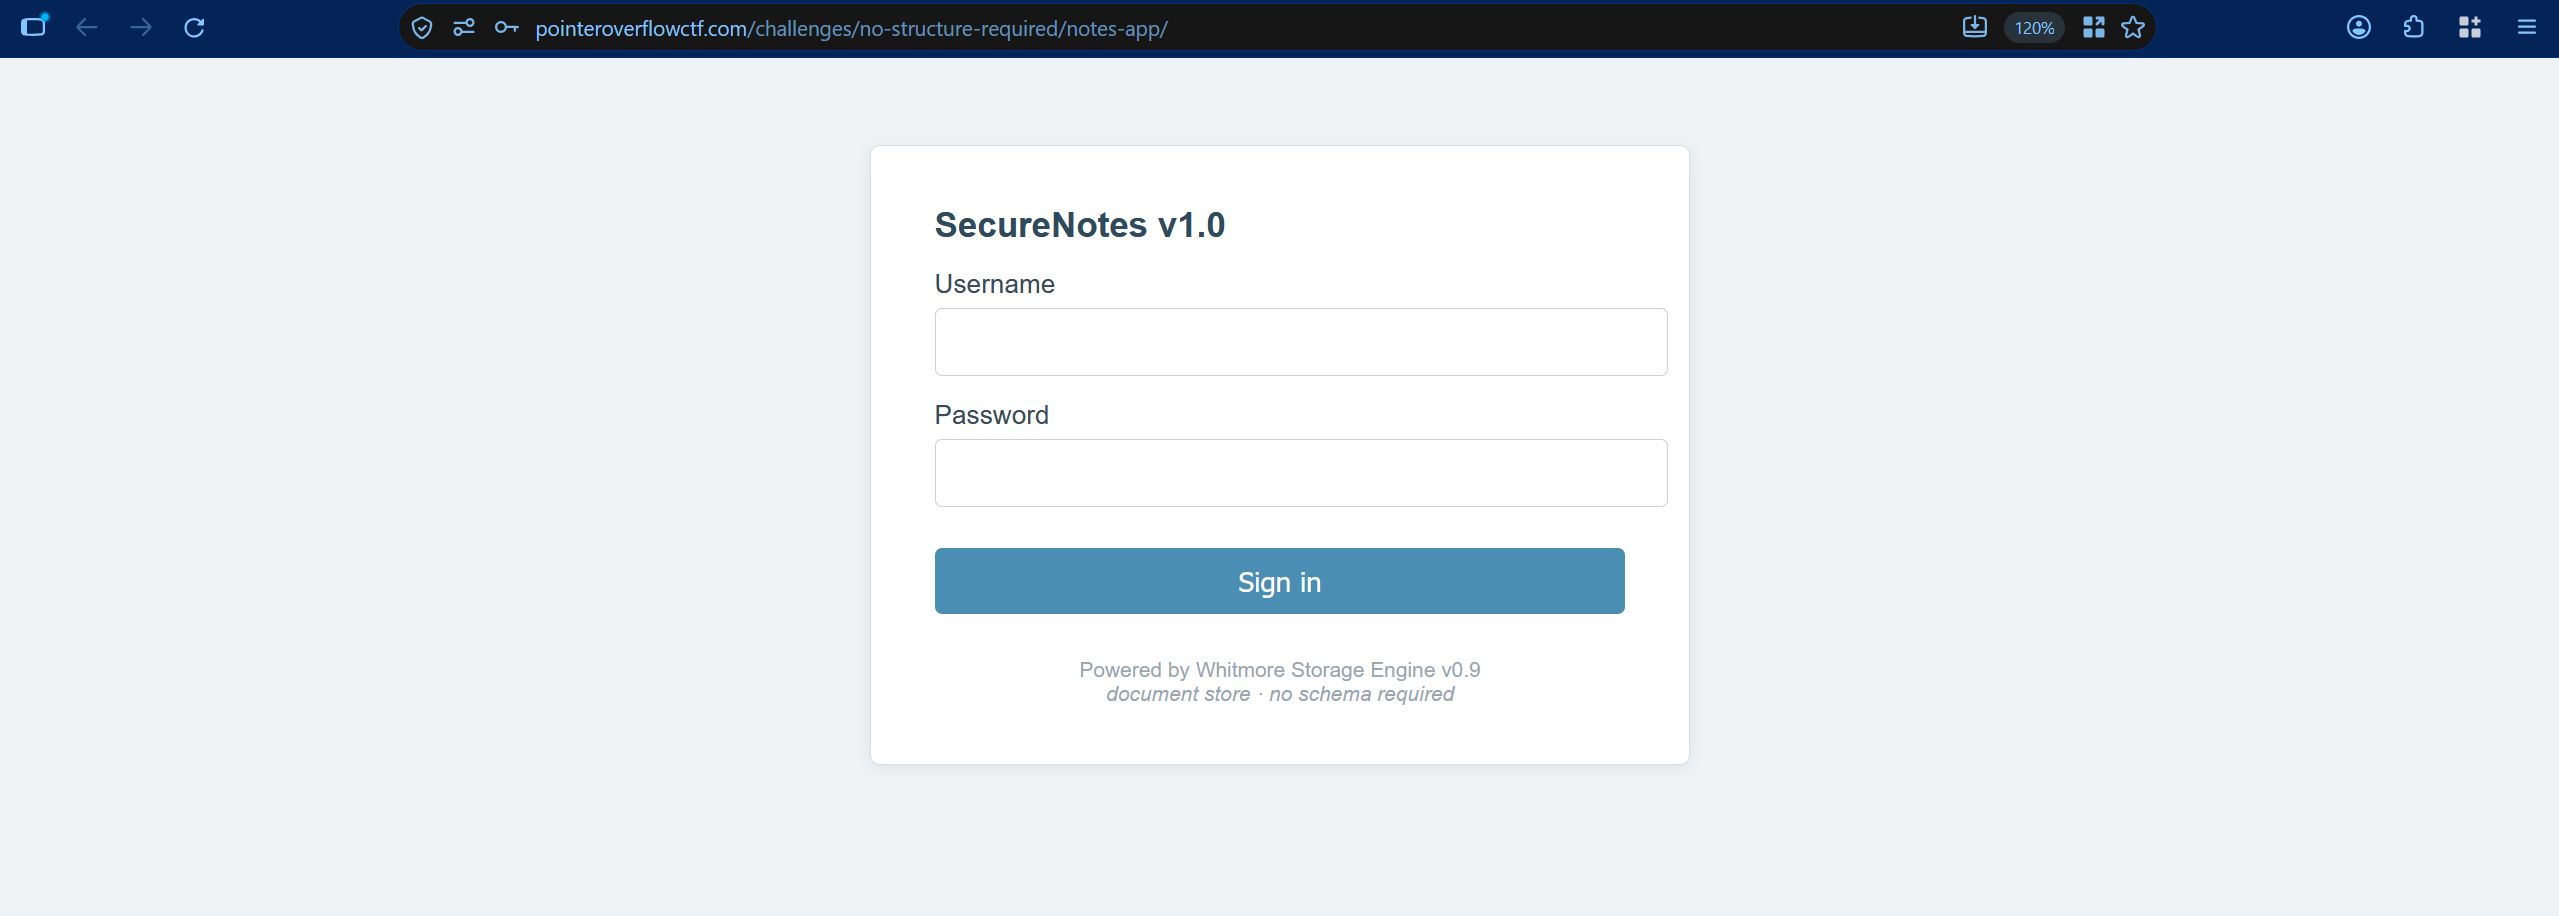 pointeroverflowctf.com/challenges/no-structure-required/notes-app/
120%
SecureNotes v1.0
Username
Password
Sign in
Powered by Whitmore Storage Engine v0.9
document store · no schema required